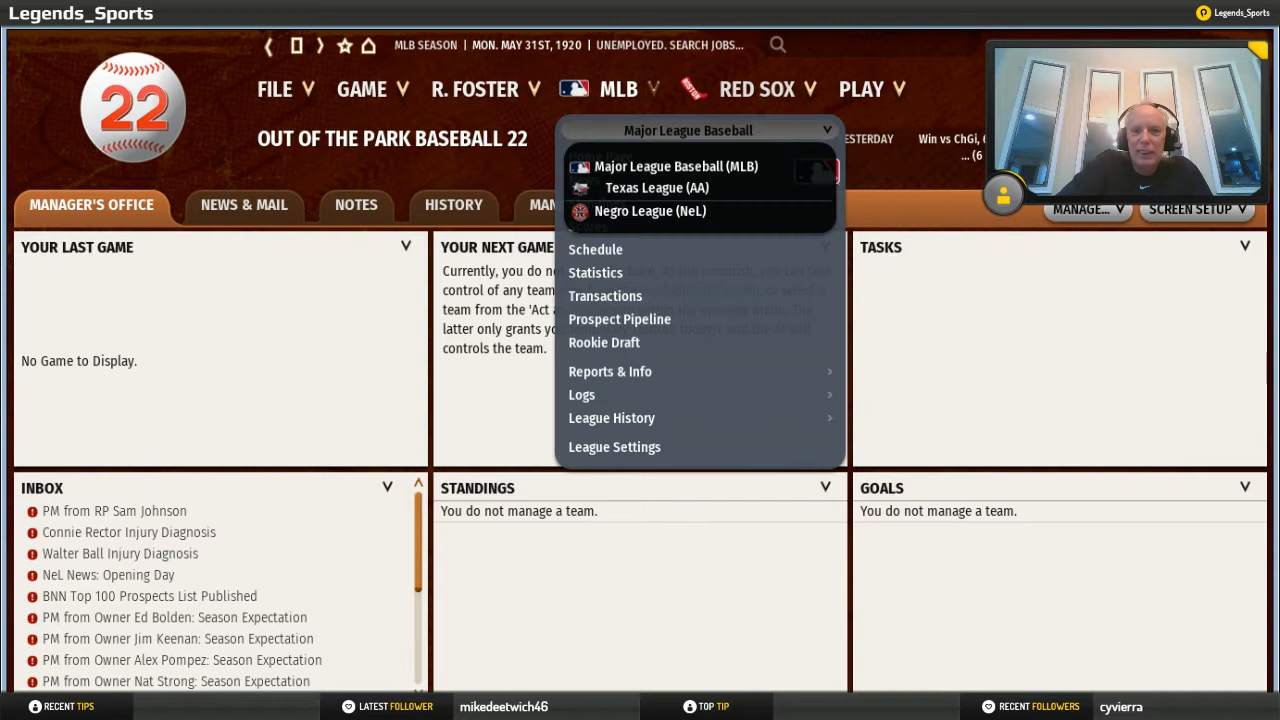 Legends_Sports
Legends_Sports
MLB SEASON | MON. MAY 31ST, 1920 | UNEMPLOYED. SEARCH JOBS...
22
FILE GAME R. FOSTER MLB RED SOX PLAY
OUT OF THE PARK BASEBALL 22
Major League Baseball
ESTERDAY
Win vs ChGi, 6
... (6
Major League Baseball (MLB)
Texas League (AA)
Negro League (NeL)
Schedule
Statistics
Transactions
Prospect Pipeline
Rookie Draft
Reports & Info
Logs
League History
League Settings
MANAGER'S OFFICE NEWS & MAIL NOTES HISTORY MAN
MANAGE... SCREEN SETUP
YOUR LAST GAME
No Game to Display.
YOUR NEXT GAME
Currently, you do no
control of any team
team from the 'Act a
latter only grants yo
controls the team.
TASKS
INBOX
PM from RP Sam Johnson
Connie Rector Injury Diagnosis
Walter Ball Injury Diagnosis
NeL News: Opening Day
BNN Top 100 Prospects List Published
PM from Owner Ed Bolden: Season Expectation
PM from Owner Jim Keenan: Season Expectation
PM from Owner Alex Pompez: Season Expectation
PM from Owner Nat Strong: Season Expectation
STANDINGS
You do not manage a team.
GOALS
You do not manage a team.
RECENT TIPS
LATEST FOLLOWER mikedeetwich46
TOP TIP
RECENT FOLLOWERS cyvierra